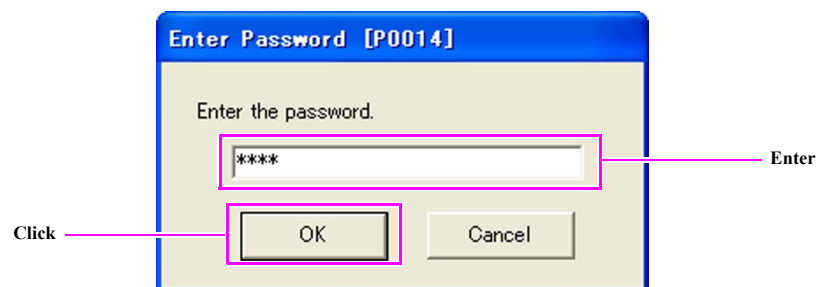 Enter Password [P0014]
Enter the password.
****
Enter
Click
OK
Cancel